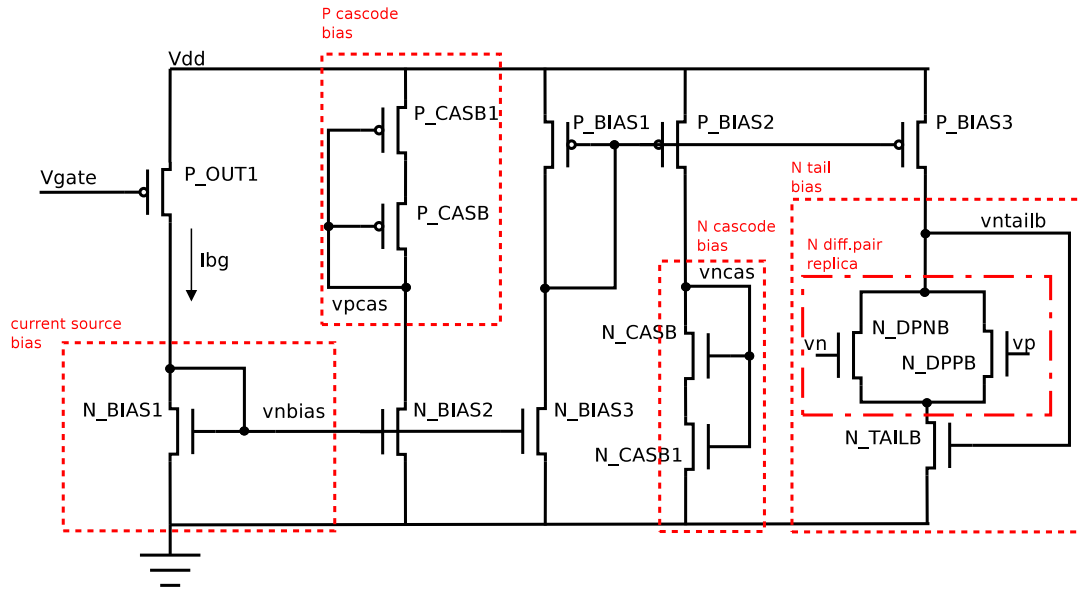 P cascode
bias
Vdd
P_CASB1
P_BIAS1
P_BIAS2
P_BIAS3
Vgate
P_OUT1
N tail
bias
P_CASB
vntailb
N cascode
bias
N diff.pair
replica
Ibg
vncas
vpcas
current source
bias
N_CASB
N_DPNB
vn
vp
N_DPPB
N_BIAS1
vnbias
N_BIAS2
N_BIAS3
N_TAILB
N_CASB1